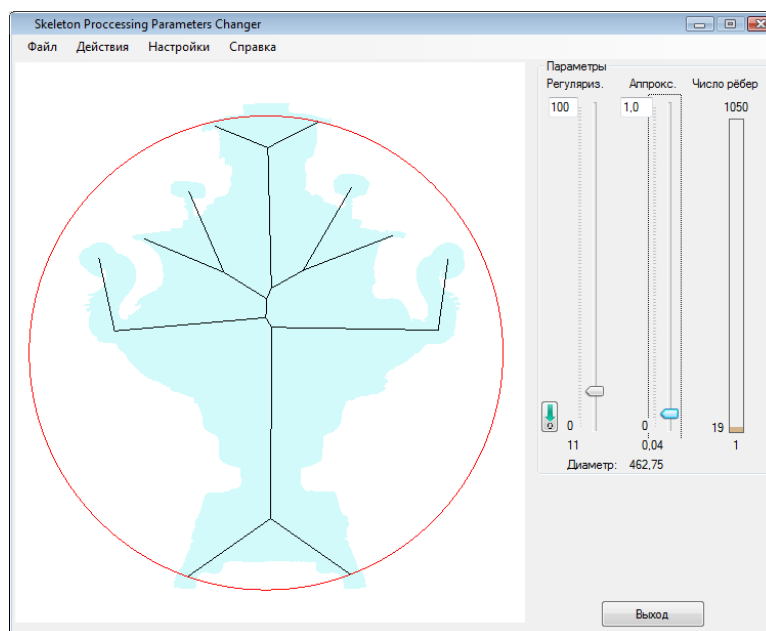 Skeleton Proccessing Parameters Changer
Файл Действия Настройки Справка
Параметры
Регуляриз. Аппрокс. Число рёбер
100 1,0 1050
0 0 19
11 0,04 1
Диаметр: 462,75
Выход